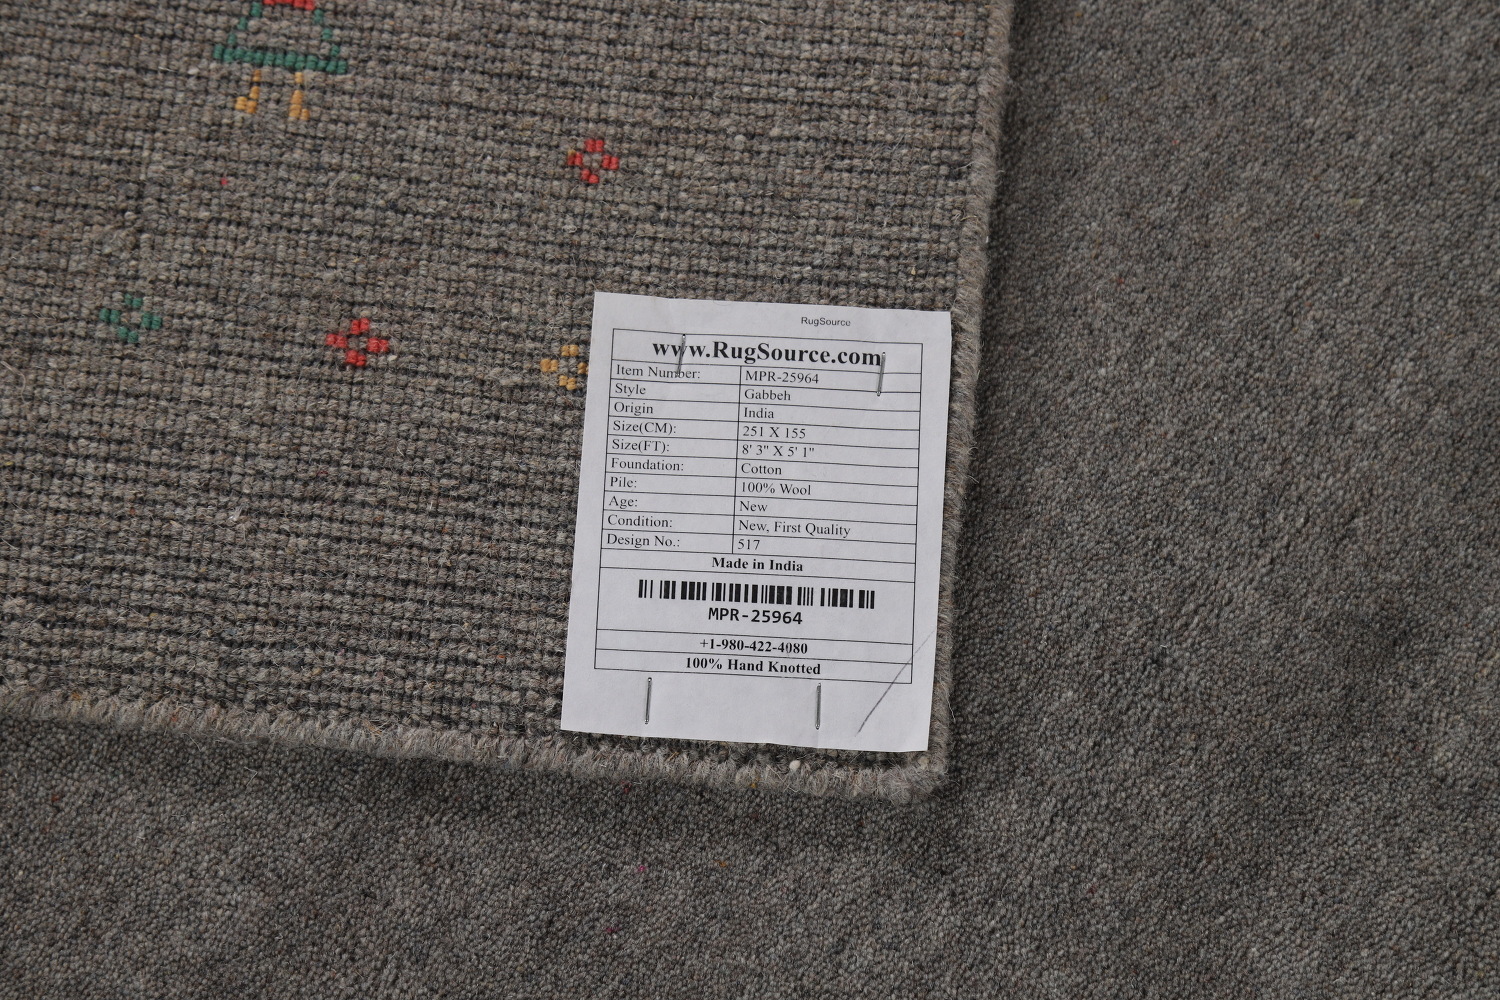 RugSource
www.RugSource.com
Item Number: MPR-25964
Style Gabbeh
Origin India
Size(CM): 251 X 155
Size(FT): 8' 3" X 5' 1"
Foundation: Cotton
Pile: 100% Wool
Age: New
Condition: New, First Quality
Design No.: 517
Made in India
MPR-25964
+1-980-422-4080
100% Hand Knotted